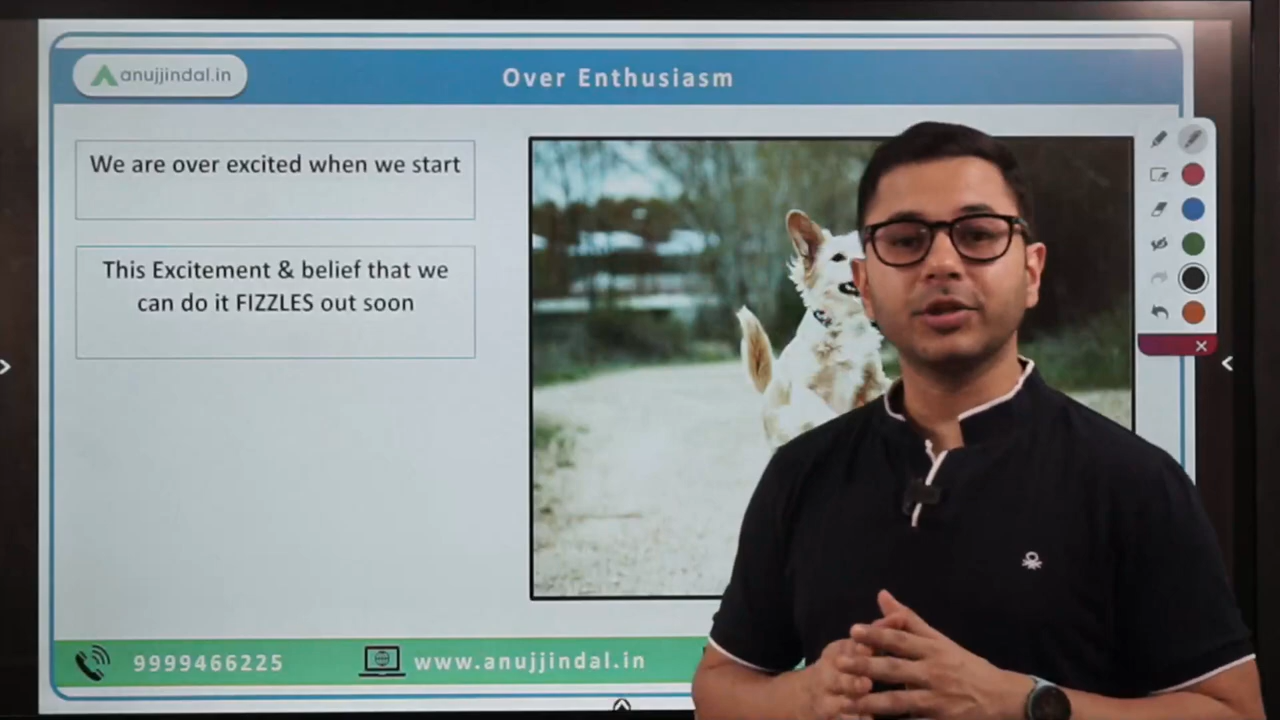 anujjindal.in
Over Enthusiasm
We are over excited when we start
This Excitement & belief that we
can do it FIZZLES out soon
9999466225
www.anujjindal.in